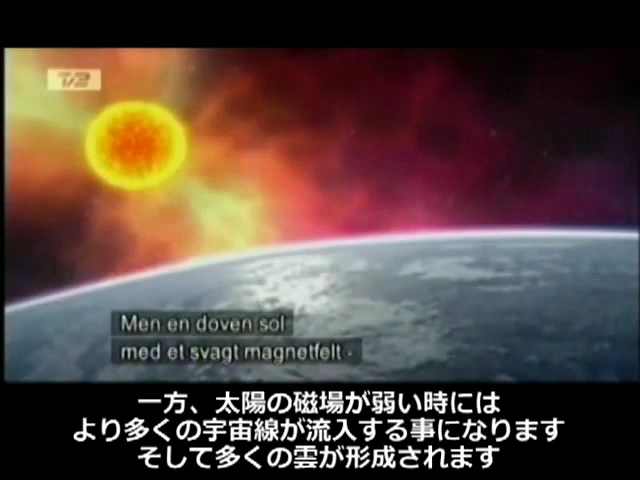 TV2
Men en doven sol
med et svagt magnetfelt -
一方、太陽の磁場が弱い時には
より多くの宇宙線が流入する事になります
そして多くの雲が形成されます